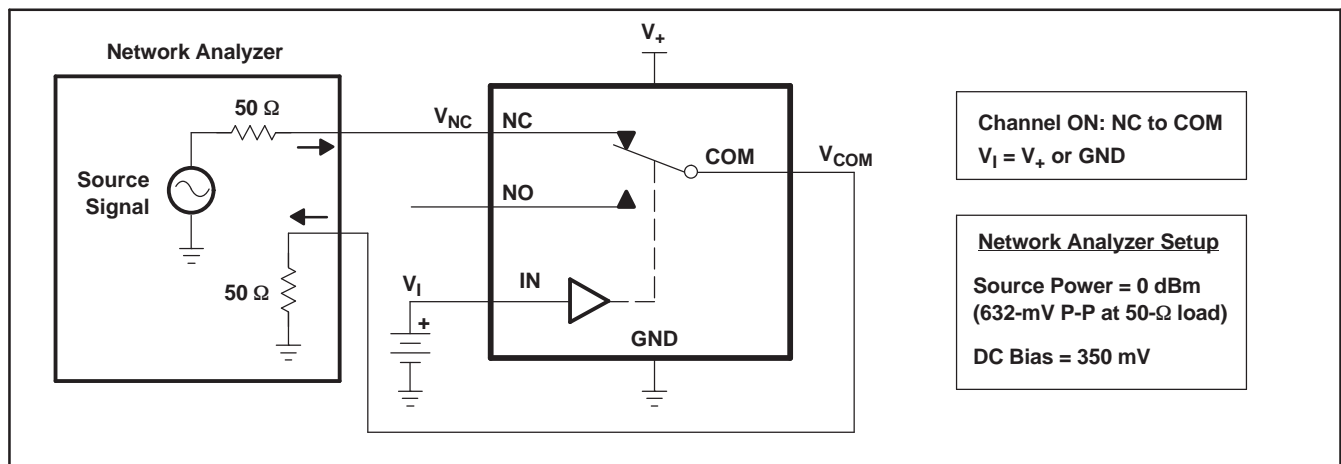 Network Analyzer
50 Ω
Source
Signal
50 Ω
V+
VNC
NC
COM
VCOM
NO
VI
IN
+
GND
Channel ON: NC to COM
VI = V+ or GND
Network Analyzer Setup
Source Power = 0 dBm
(632-mV P-P at 50-Ω load)
DC Bias = 350 mV